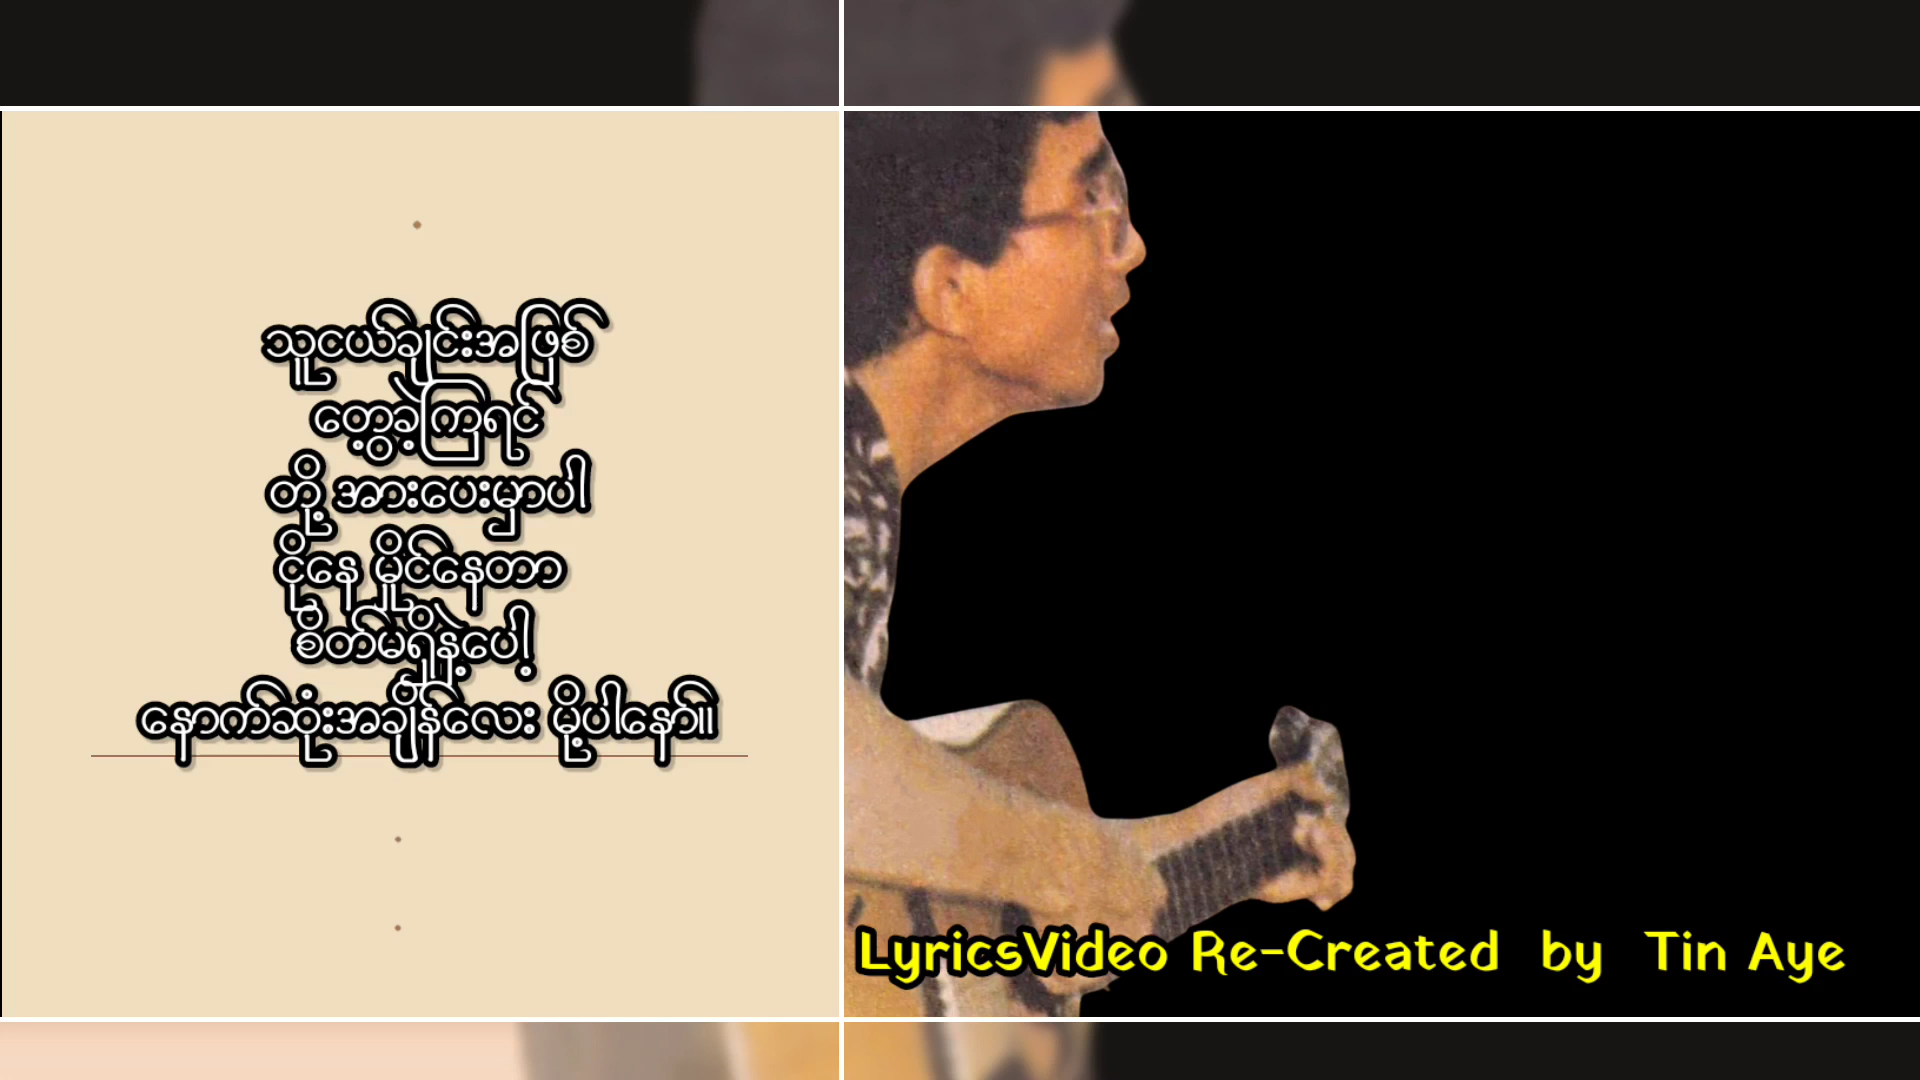 သူငယ်ချင်းအဖြစ်
တွေ့ခဲ့ကြရင်
တို့ အားပေးမှာပါ
ငိုနေ မှိုင်နေတာ
စိတ်မရှိနဲ့ပေါ့
နောက်ဆုံးအချိန်လေး မို့ပါနော်။
LyricsVideo Re-Created by Tin Aye